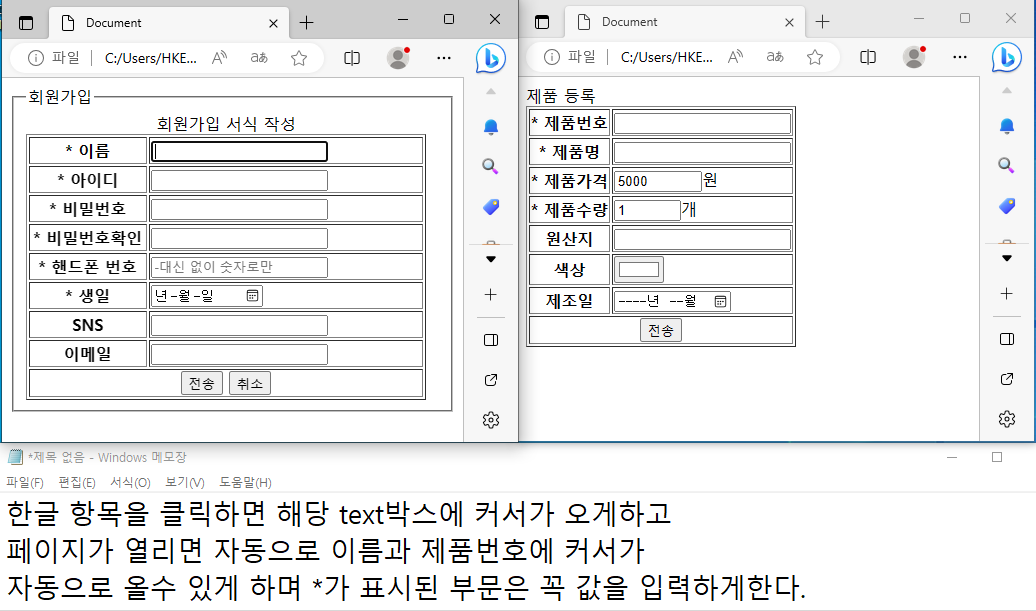 Document
파일
C:/Users/HKE...
회원가입
회원가입 서식 작성
* 이름
* 아이디
* 비밀번호
* 비밀번호확인
* 핸드폰 번호 -대신 없이 숫자로만
* 생일 년-월-일
SNS
이메일
전송 취소
Document
파일
C:/Users/HKE...
제품 등록
* 제품번호
* 제품명
* 제품가격 5000 원
* 제품수량 1 개
원산지
색상
제조일 ----년 --월
전송
*제목 없음 - Windows 메모장
파일(F) 편집(E) 서식(O) 보기(V) 도움말(H)
한글 항목을 클릭하면 해당 text박스에 커서가 오게하고
페이지가 열리면 자동으로 이름과 제품번호에 커서가
자동으로 올수 있게 하며 *가 표시된 부문은 꼭 값을 입력하게한다.